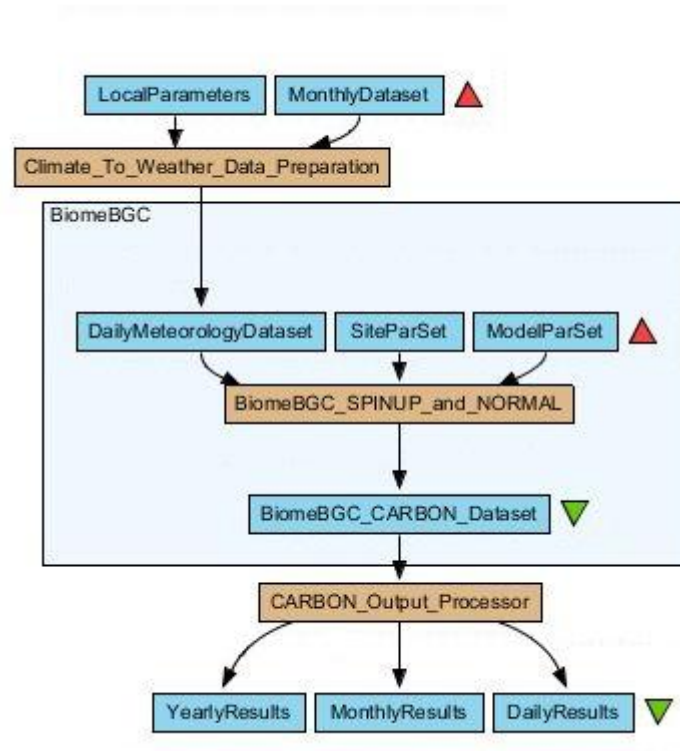 LocalParameters
MonthlyDataset
Climate_To_Weather_Data_Preparation
BiomeBGC
DailyMeteorologyDataset
SiteParSet
ModelParSet
BiomeBGC_SPINUP_and_NORMAL
BiomeBGC_CARBON_Dataset
CARBON_Output_Processor
YearlyResults
MonthlyResults
DailyResults